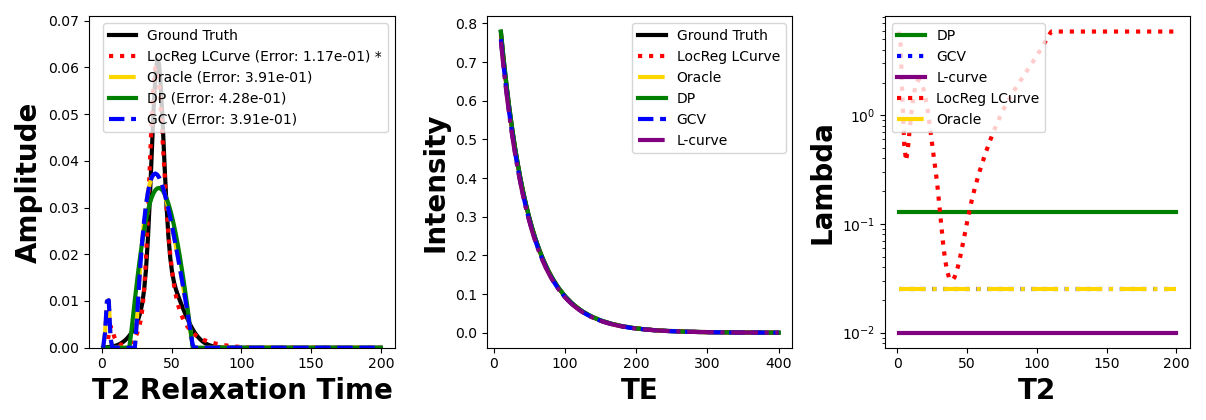 Amplitude
0.07
0.06
0.05
0.04
0.03
0.02
0.01
0.00
Ground Truth
LocReg LCurve (Error: 1.17e-01) *
Oracle (Error: 3.91e-01)
DP (Error: 4.28e-01)
GCV (Error: 3.91e-01)
0 50 100 150 200
T2 Relaxation Time
Intensity
0.8
0.7
0.6
0.5
0.4
0.3
0.2
0.1
0.0
Ground Truth
LocReg LCurve
Oracle
DP
GCV
L-curve
0 100 200 300 400
TE
Lambda
10⁰
10⁻¹
10⁻²
DP
GCV
L-curve
LocReg LCurve
Oracle
0 50 100 150 200
T2